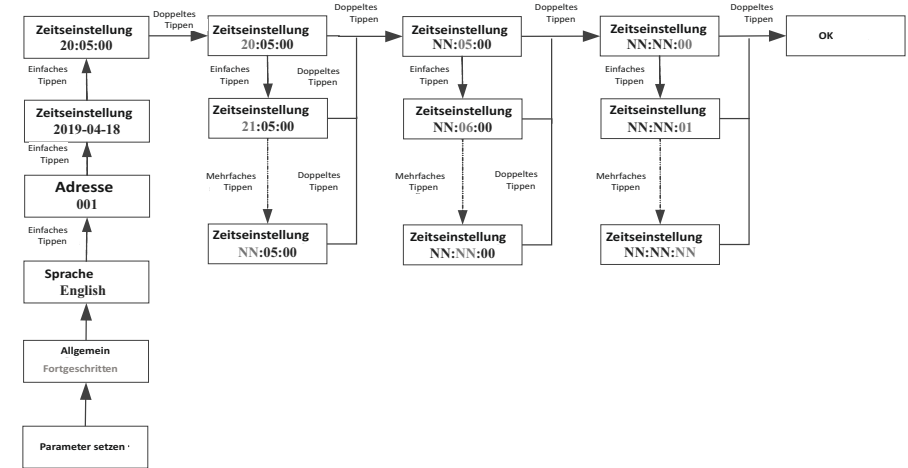 Zeitseinstellung
20:05:00
Doppeltes
Tippen
Zeitseinstellung
20:05:00
Doppeltes
Tippen
Zeitseinstellung
NN:05:00
Doppeltes
Tippen
Zeitseinstellung
NN:NN:00
Doppeltes
Tippen
OK
Einfaches
Tippen
Einfaches
Tippen
Doppeltes
Tippen
Einfaches
Tippen
Einfaches
Tippen
Zeitseinstellung
2019-04-18
Zeitseinstellung
21:05:00
Zeitseinstellung
NN:06:00
Zeitseinstellung
NN:NN:01
Einfaches
Tippen
Adresse
001
Mehrfaches
Tippen
Doppeltes
Tippen
Mehrfaches
Tippen
Doppeltes
Tippen
Mehrfaches
Tippen
Einfaches
Tippen
Zeitseinstellung
NN:05:00
Zeitseinstellung
NN:NN:00
Zeitseinstellung
NN:NN:NN
Sprache
English
Allgemein
Fortgeschritten
Parameter setzen